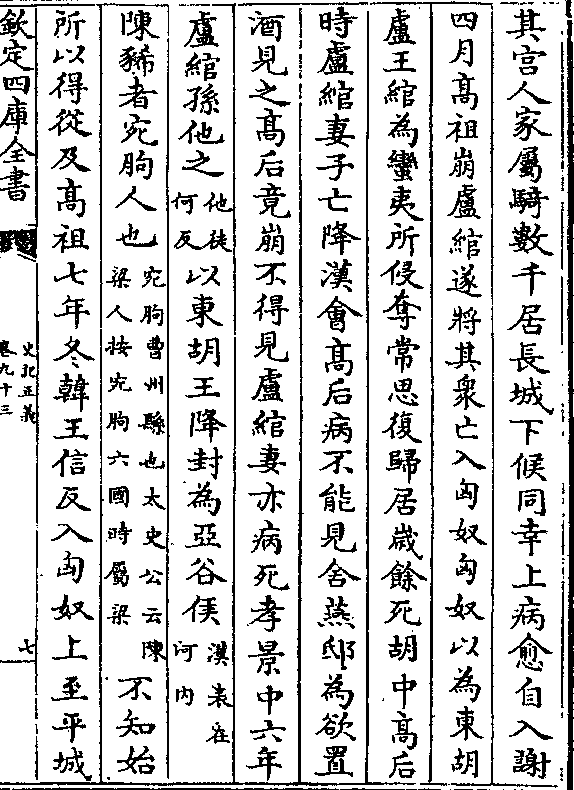 其宫人家屬騎數千居長城下候伺幸上病愈自入謝
四月髙祖崩盧綰遂將其衆亡入匈奴匈奴以為東胡
盧王綰為蠻夷所侵奪常思復歸居嵗餘死胡中髙后
時盧綰妻子亡降漢會髙后病不能見舍燕邸為欲置
酒見之髙后竟崩不得見盧綰妻亦病死孝景中六年
盧綰孫他之他徒何反以東胡王降封為亞谷侯漢表在河内
陳豨者宛朐人也宛朐曹州縣也太史公云陳梁人按宛朐六國時屬梁不知始
所以得從及髙祖七年冬韓王信反入匈奴上至平城
欽定四庫全書
史記正義
卷九十三
七